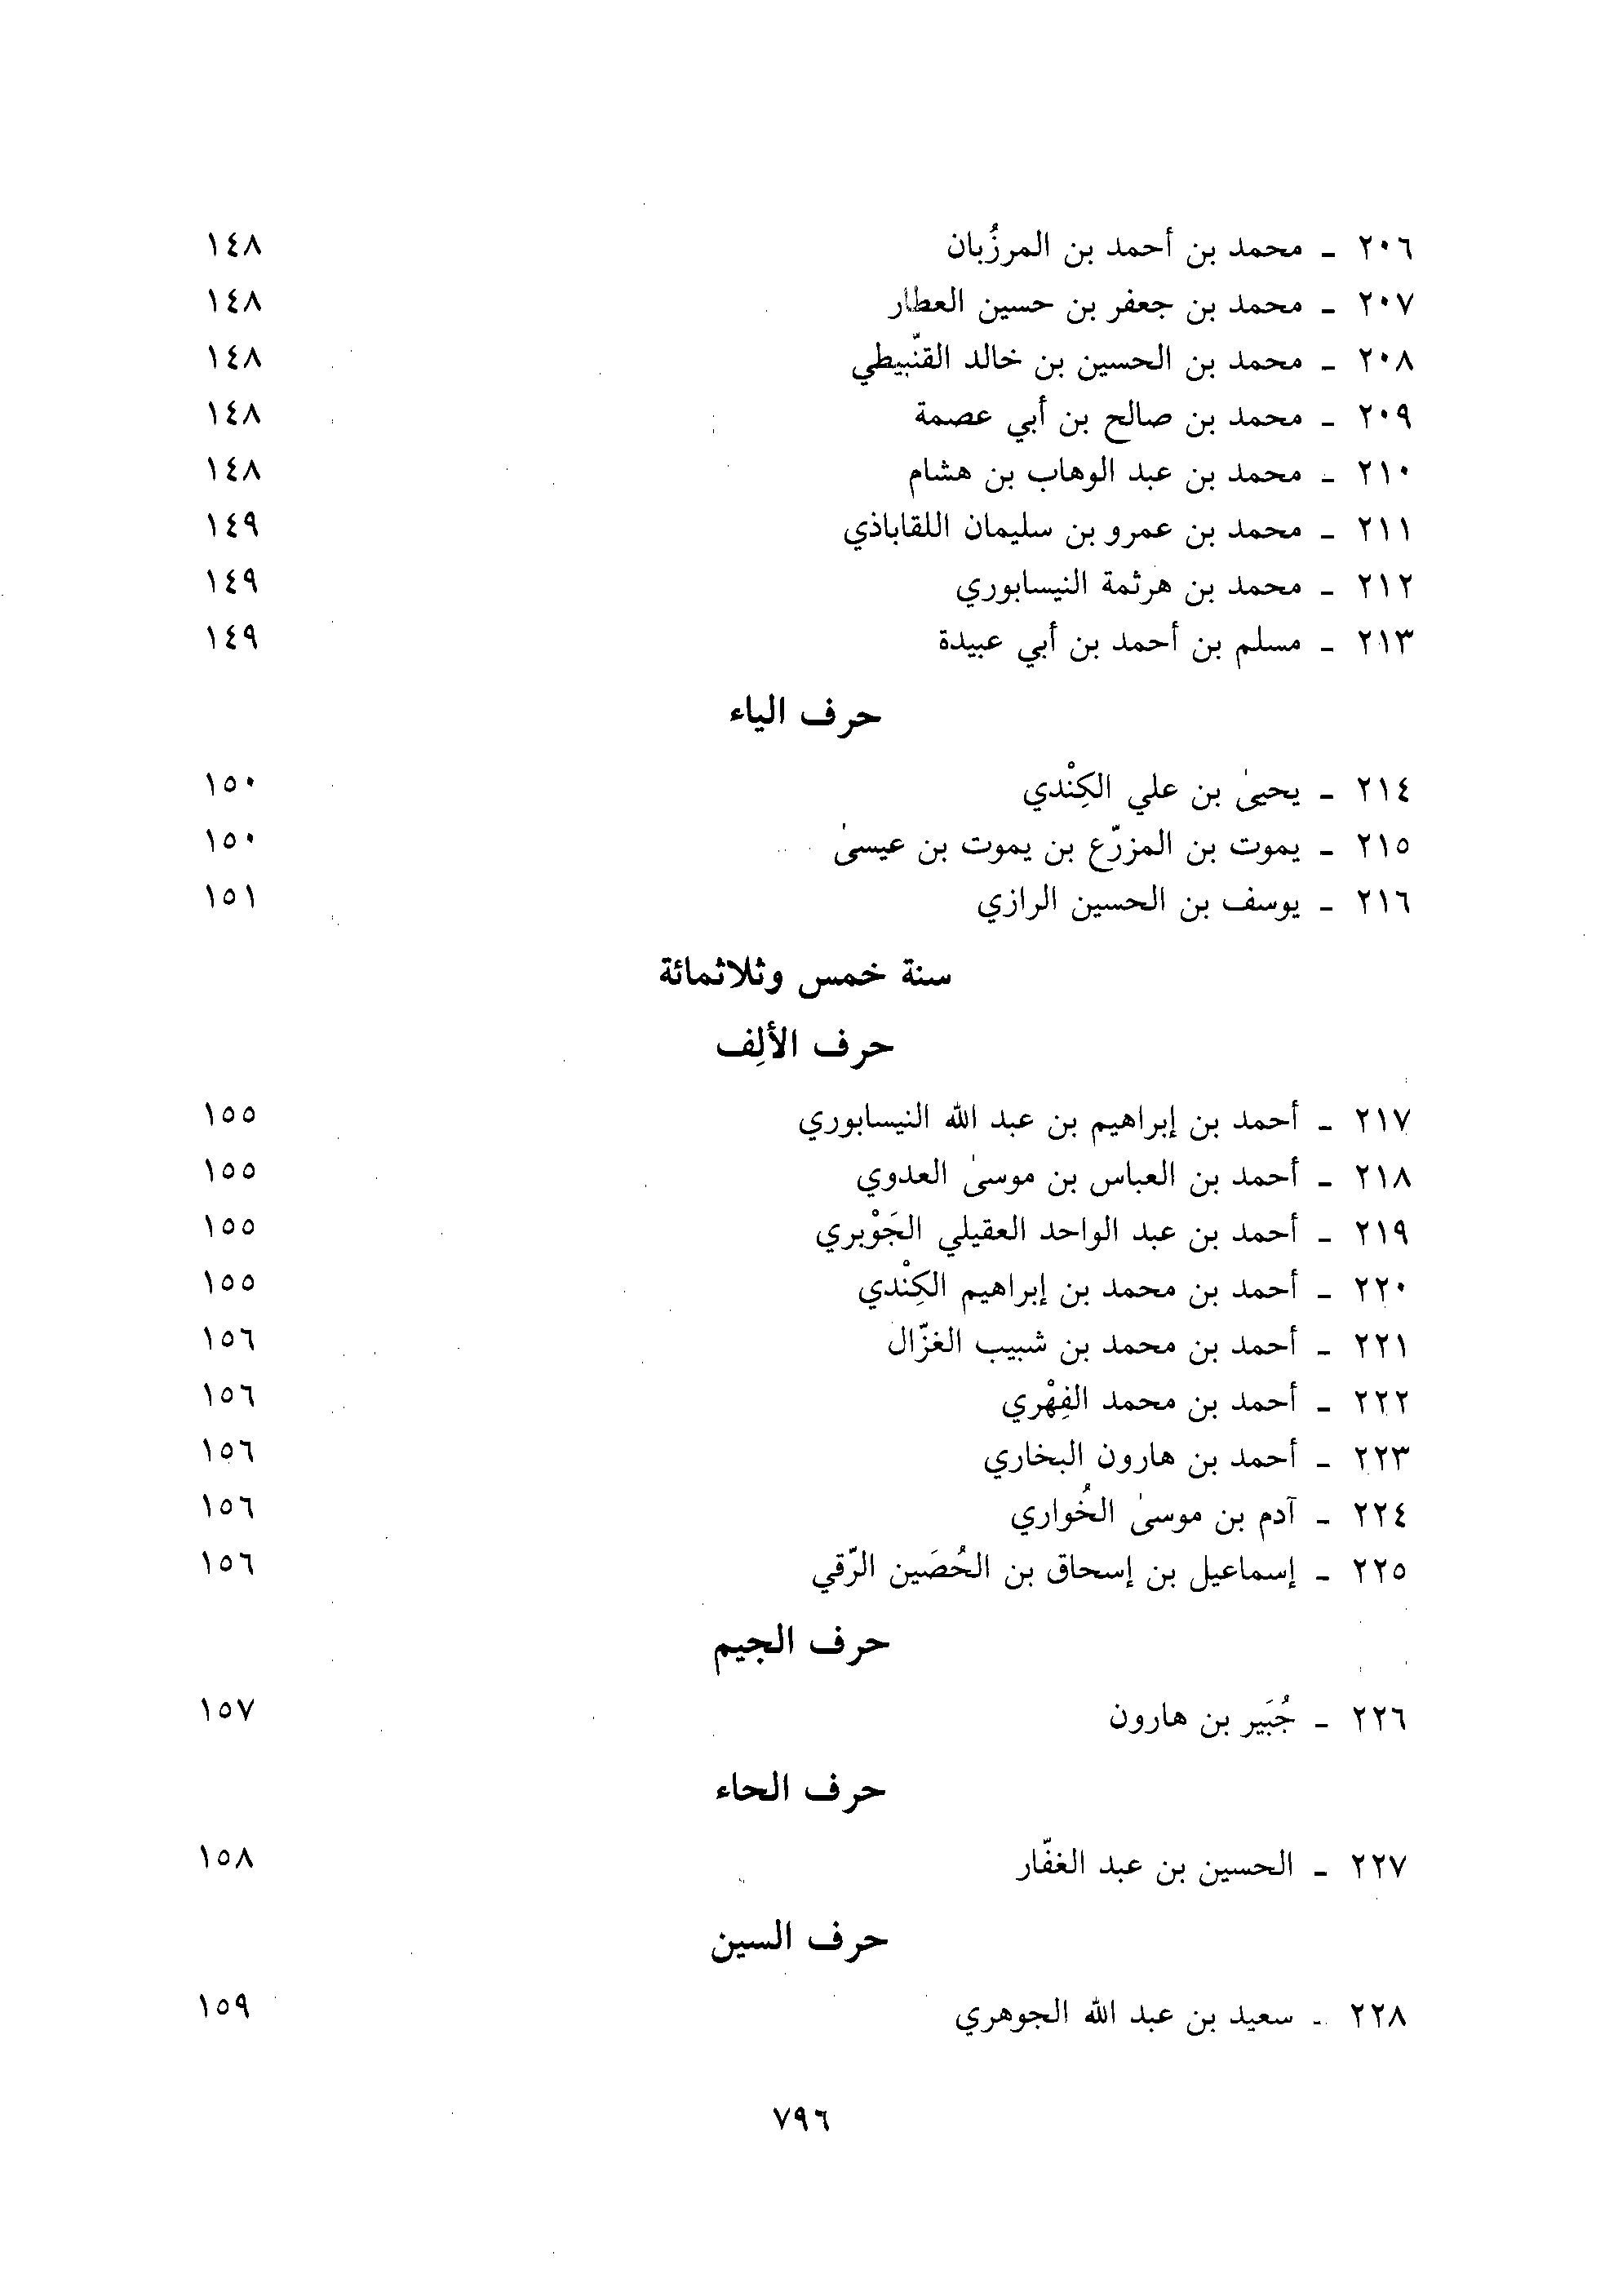 ٢٠٦ - محمد بن أحمد بن المرزُبان ١٤٨
٢٠٧ - محمد بن جعفر بن حسين العطار ١٤٨
٢٠٨ - محمد بن الحسين بن خالد القنّبيطي ١٤٨
٢٠٩ - محمد بن صالح بن أبي عصمة ١٤٨
٢١٠ - محمد بن عبد الوهاب بن هشام ١٤٨
٢١١ - محمد بن عمرو بن سليمان اللقاباذي ١٤٩
٢١٢ - محمد بن هرثمة النيسابوري ١٤٩
٢١٣ - مسلم بن أحمد بن أبي عبيدة ١٤٩
حرف الياء
٢١٤ - يحيىٰ بن علي الكِنْدي ١٥٠
٢١٥ - يموت بن المزرّع بن يموت بن عيسىٰ ١٥٠
٢١٦ - يوسف بن الحسين الرازي ١٥١
سنة خمس وثلاثمائة
حرف الألِف
٢١٧ - أحمد بن إبراهيم بن عبد الله النيسابوري ١٥٥
٢١٨ - أحمد بن العباس بن موسىٰ العدوي ١٥٥
٢١٩ - أحمد بن عبد الواحد العقيلي الجَوْبري ١٥٥
٢٢٠ - أحمد بن محمد بن إبراهيم الكِنْدي ١٥٥
٢٢١ - أحمد بن محمد بن شبيب الغزّال ١٥٦
٢٢٢ - أحمد بن محمد الفِهْري ١٥٦
٢٢٣ - أحمد بن هارون البخاري ١٥٦
٢٢٤ - آدم بن موسىٰ الخُواري ١٥٦
٢٢٥ - إسماعيل بن إسحاق بن الحُصَين الرّقي ١٥٦
حرف الجيم
٢٢٦ - جُبَير بن هارون ١٥٧
حرف الحاء
٢٢٧ - الحسين بن عبد الغفّار ١٥٨
حرف السين
٢٢٨ - سعيد بن عبد الله الجوهري ١٥٩
٧٩٦